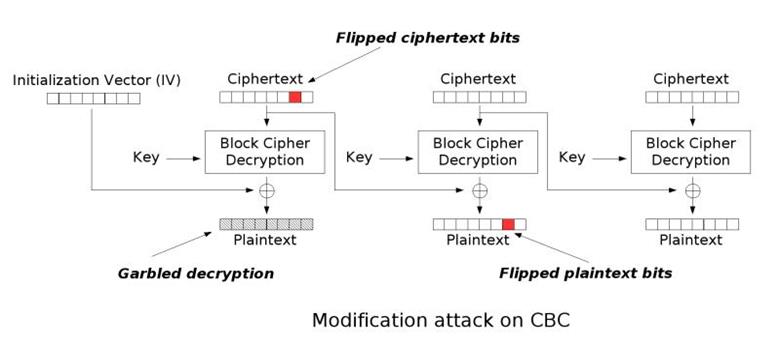 Flipped ciphertext bits
Initialization Vector (IV)
Ciphertext
Ciphertext
Ciphertext
Key
Block Cipher
Decryption
Key
Block Cipher
Decryption
Key
Block Cipher
Decryption
Plaintext
Plaintext
Plaintext
Garbled decryption
Flipped plaintext bits
Modification attack on CBC